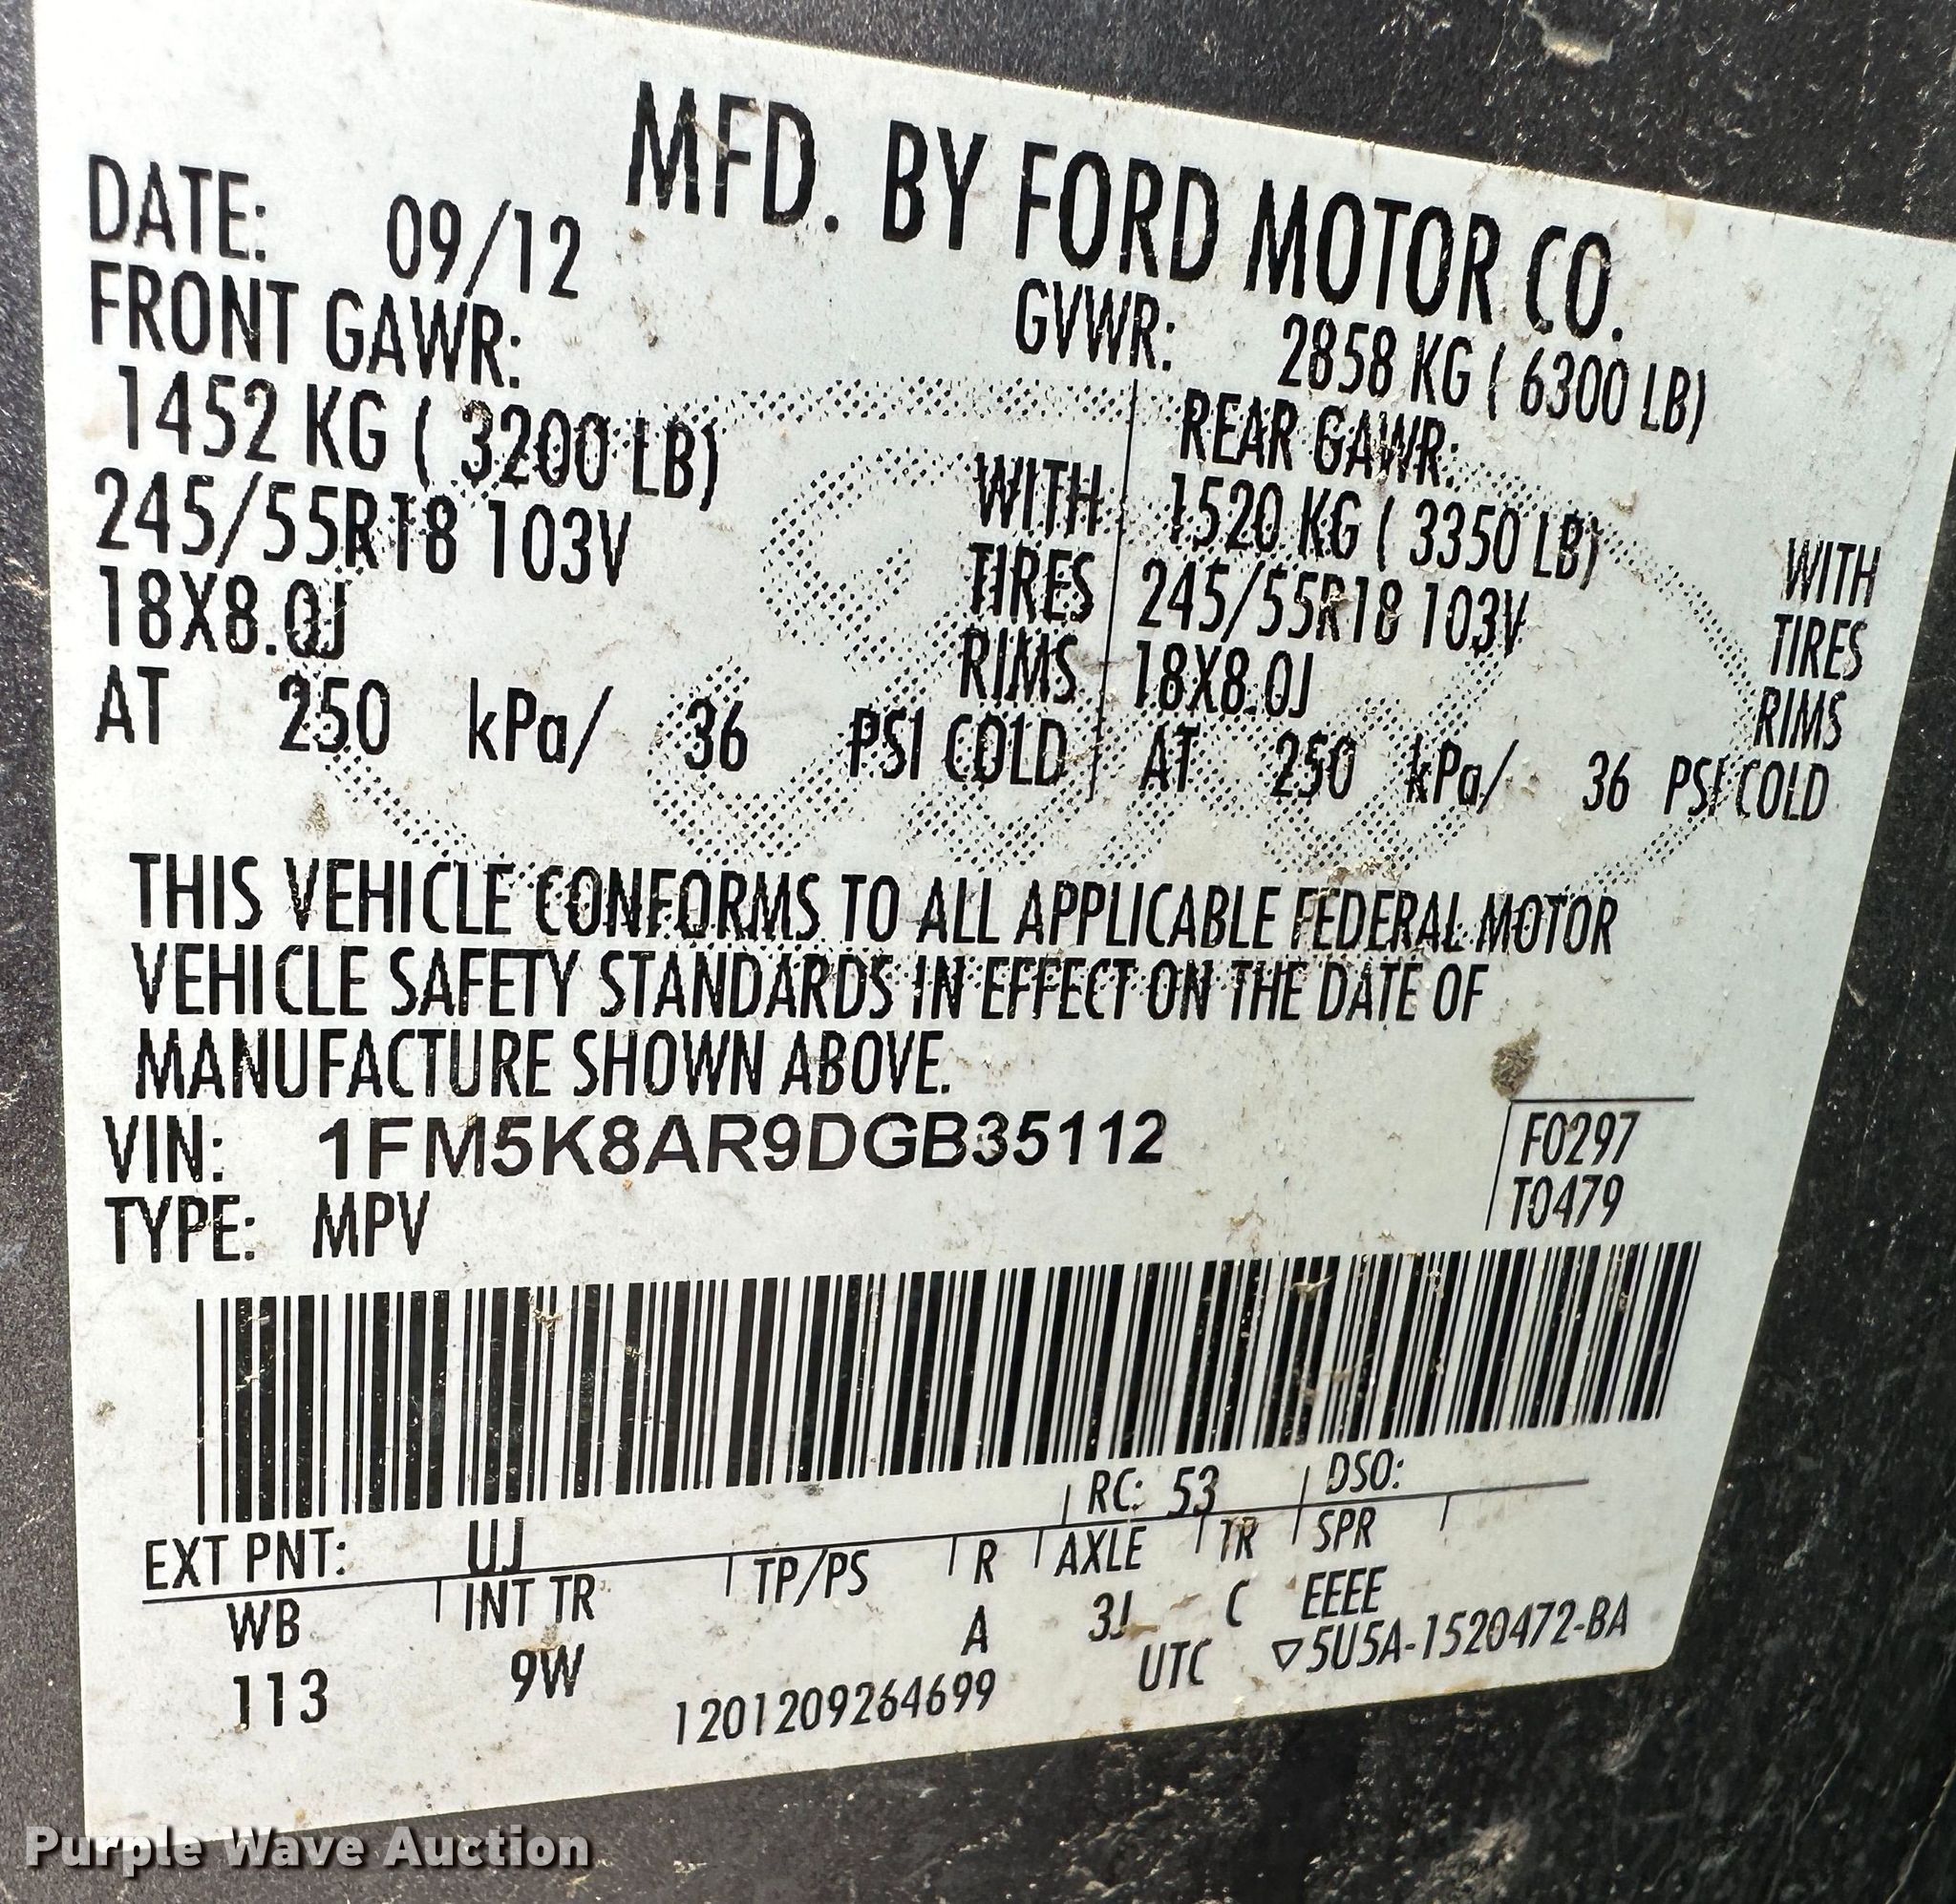 MFD. BY FORD MOTOR CO.
DATE: 09/12
GVWR: 2858 KG ( 6300 LB)
FRONT GAWR:
REAR GAWR:
1452 KG ( 3200 LB) WITH
1520 KG ( 3350 LB) WITH
245/55R18 103V TIRES
245/55R18 103V TIRES
18X8.0J RIMS
18X8.0J RIMS
AT 250 kPa/ 36 PSI COLD
AT 250 kPa/ 36 PSI COLD
THIS VEHICLE CONFORMS TO ALL APPLICABLE FEDERAL MOTOR
VEHICLE SAFETY STANDARDS IN EFFECT ON THE DATE OF
MANUFACTURE SHOWN ABOVE.
VIN: 1FM5K8AR9DGB35112
F0297
TYPE: MPV
T0479
EXT PNT: UJ RC: 53 DSO:
WB INT TR TP/PS R AXLE TR SPR
113 9W A 3J C EEEE
1201209264699 UTC ▽5U5A-1520472-BA
Purple Wave Auction